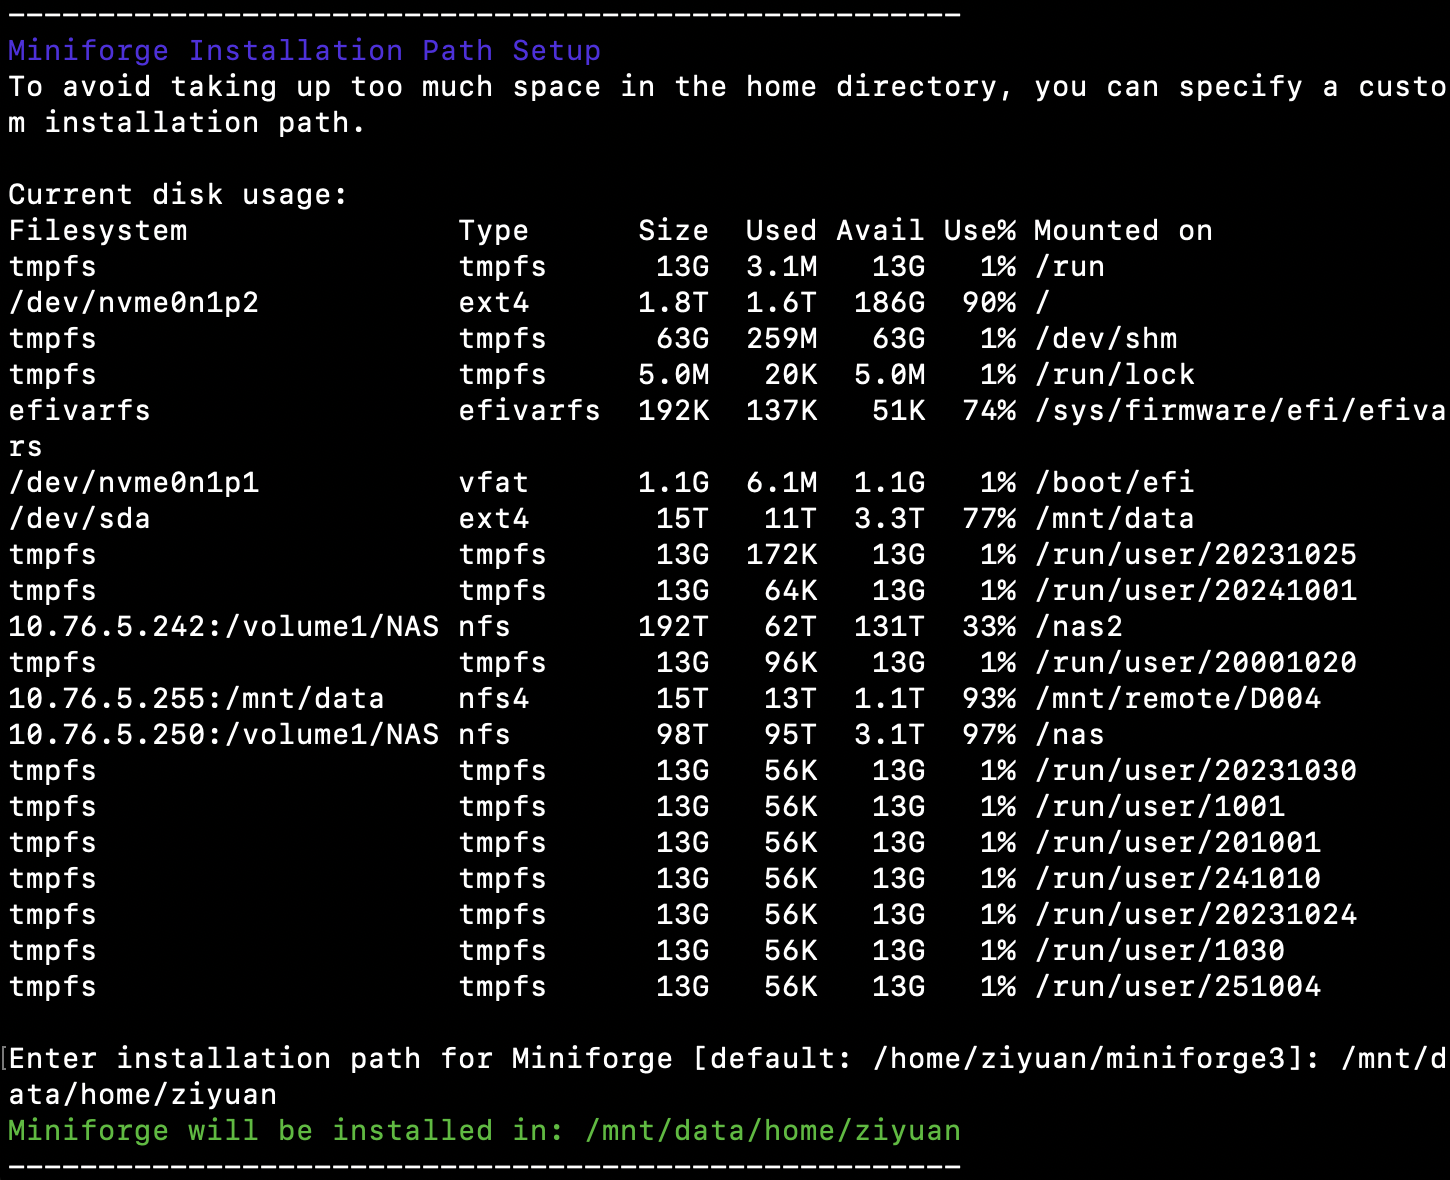 -----------------------------------------------------
Miniforge Installation Path Setup
To avoid taking up too much space in the home directory, you can specify a custo
m installation path.

Current disk usage:
Filesystem               Type      Size  Used Avail Use% Mounted on
tmpfs                    tmpfs      13G  3.1M   13G   1% /run
/dev/nvme0n1p2           ext4      1.8T  1.6T  186G  90% /
tmpfs                    tmpfs      63G  259M   63G   1% /dev/shm
tmpfs                    tmpfs     5.0M   20K  5.0M   1% /run/lock
efivarfs                 efivarfs  192K  137K   51K  74% /sys/firmware/efi/efiva
rs
/dev/nvme0n1p1           vfat      1.1G  6.1M  1.1G   1% /boot/efi
/dev/sda                 ext4       15T   11T  3.3T  77% /mnt/data
tmpfs                    tmpfs      13G  172K   13G   1% /run/user/20231025
tmpfs                    tmpfs      13G   64K   13G   1% /run/user/20241001
10.76.5.242:/volume1/NAS nfs       192T   62T  131T  33% /nas2
tmpfs                    tmpfs      13G   96K   13G   1% /run/user/20001020
10.76.5.255:/mnt/data    nfs4       15T   13T  1.1T  93% /mnt/remote/D004
10.76.5.250:/volume1/NAS nfs        98T   95T  3.1T  97% /nas
tmpfs                    tmpfs      13G   56K   13G   1% /run/user/20231030
tmpfs                    tmpfs      13G   56K   13G   1% /run/user/1001
tmpfs                    tmpfs      13G   56K   13G   1% /run/user/201001
tmpfs                    tmpfs      13G   56K   13G   1% /run/user/241010
tmpfs                    tmpfs      13G   56K   13G   1% /run/user/20231024
tmpfs                    tmpfs      13G   56K   13G   1% /run/user/1030
tmpfs                    tmpfs      13G   56K   13G   1% /run/user/251004

Enter installation path for Miniforge [default: /home/ziyuan/miniforge3]: /mnt/d
ata/home/ziyuan
Miniforge will be installed in: /mnt/data/home/ziyuan
-----------------------------------------------------